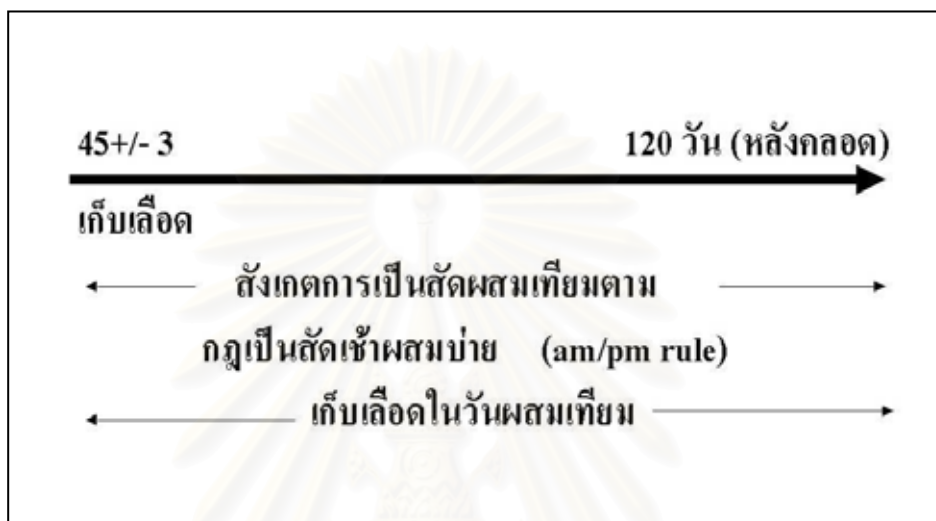 45+/- 3 120 วัน (หลังคลอด)
เก็บเลือด
สังเกตการเป็นสัดผสมเทียมตาม
กฎเป็นสัดเช้าผสมบ่าย (am/pm rule)
เก็บเลือดในวันผสมเทียม